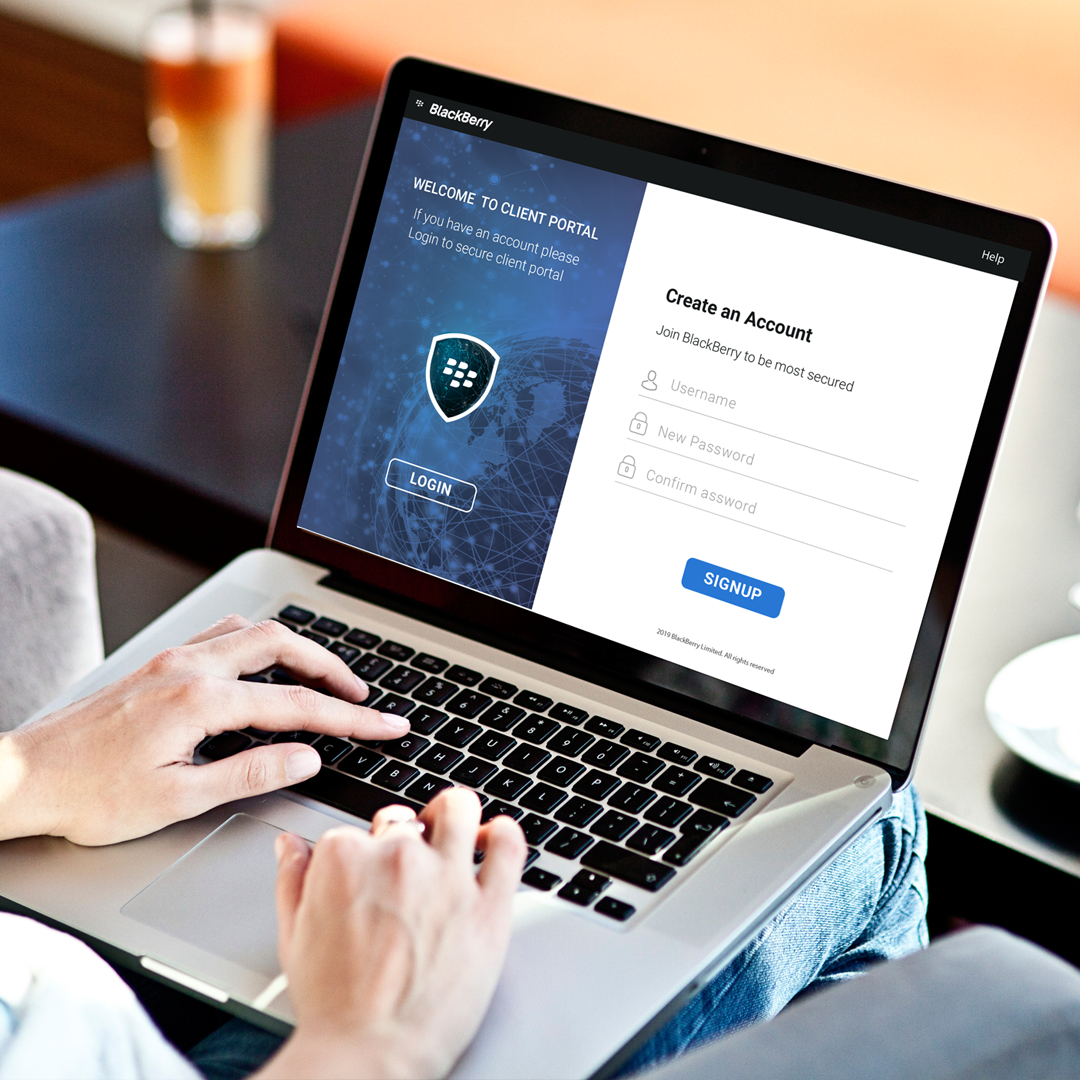 BlackBerry
Help
WELCOME TO CLIENT PORTAL
If you have an account please
Login to secure client portal
LOGIN
Create an Account
Join BlackBerry to be most secured
Username
New Password
Confirm assword
SIGNUP
2019 BlackBerry Limited. All rights reserved